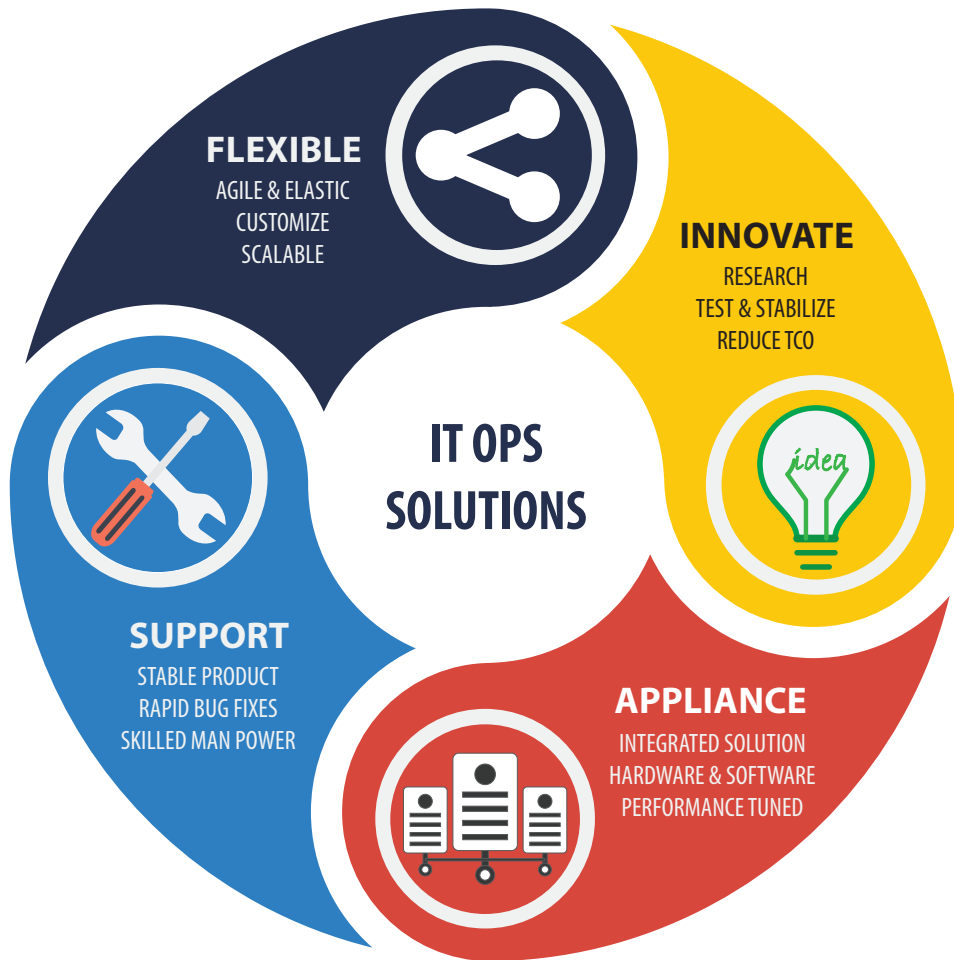 FLEXIBLE
AGILE & ELASTIC
CUSTOMIZE
SCALABLE
INNOVATE
RESEARCH
TEST & STABILIZE
REDUCE TCO
idea
IT OPS
SOLUTIONS
SUPPORT
STABLE PRODUCT
RAPID BUG FIXES
SKILLED MAN POWER
APPLIANCE
INTEGRATED SOLUTION
HARDWARE & SOFTWARE
PERFORMANCE TUNED